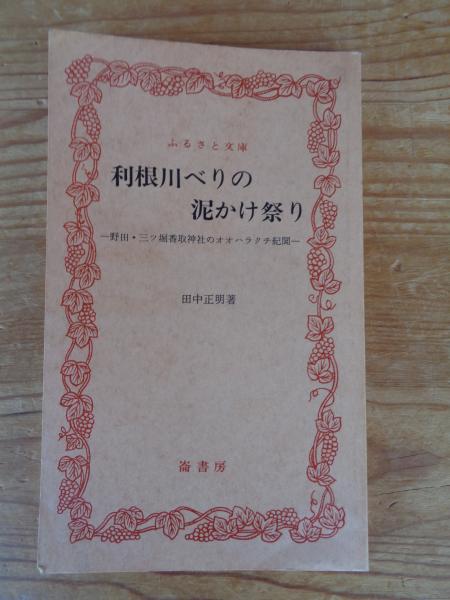 ふるさと文庫
利根川べりの
泥かけ祭り
―野田・三ツ堀香取神社のオオハラクチ紀聞―
田中正明著
崙書房